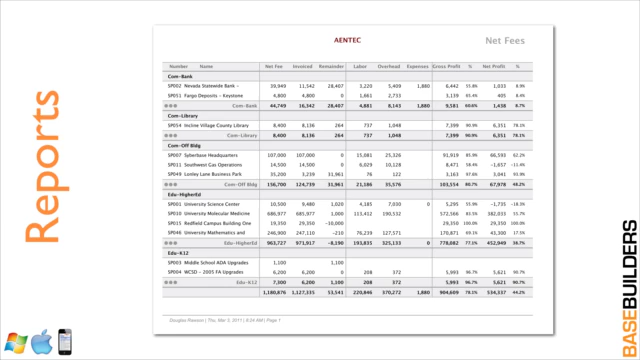 Reports
AENTEC
Net Fees
Number Name Net Fee Invoiced Remainder Labor Overhead Expenses Gross Profit % Net Profit %
Com-Bank
SP002 Nevada Statewide Bank - 39,949 11,542 28,407 3,220 5,409 1,880 6,442 55.8% 1,033 8.9%
SP051 Fargo Deposits - Keystone 4,800 4,800 0 1,661 2,733 3,139 65.4% 405 8.4%
Com-Bank 44,749 16,342 28,407 4,881 8,143 1,880 9,581 1,438 8.7%
Com-Library
SP054 Incline Village County Library 8,400 8,136 264 737 1,048 7,399 90.9% 6,351 78.1%
Com-Library 8,400 8,136 264 737 1,048 7,399 90.9% 6,351 78.1%
Com-Off Bldg
SP007 Syberbase Headquarters 107,000 107,000 0 15,081 25,326 91,919 85.9% 66,593 62.2%
SP011 Southwest Gas Operations 14,500 14,500 0 6,029 10,128 8,471 58.4% -1,657 -11.4%
SP049 Lonley Lane Business Park 35,200 3,239 31,961 76 122 3,163 97.6% 3,041 93.9%
Com-Off Bldg 156,700 124,739 31,961 21,186 35,576 103,554 67,978
Edu-HigherEd
SP001 University Science Center 10,500 9,480 1,020 4,185 7,030 0 5,295 55.9% -1,735 -18.3%
SP010 University Molecular Medicine 686,977 685,977 1,000 113,412 190,532 572,566 83.5% 382,033 55.7%
SP015 Redfield Campus Building One 19,350 29,350 -10,000 29,350 100.0% 29,350 100.0%
SP046 University Mathematics and 246,900 247,110 -210 76,239 127,571 170,871 69.1% 43,300 17.5%
Edu-HigherEd 963,727 971,917 -8,190 193,835 325,133 0 778,082 452,949
Edu-K12
SP003 Middle School ADA Upgrades 1,100 1,100
SP004 WCSD - 2005 FA Upgrades 6,200 6,200 0 208 372 5,993 96.7% 5,621 90.7%
Edu-K12 7,300 6,200 1,100 208 372 5,993 96.7% 5,621 90.7%
1,180,876 1,127,335 53,541 220,846 370,272 1,880 904,609 534,337
Thu, Mar 3, 2011 | 8:24 AM | Page 1
BASEBUILDERS